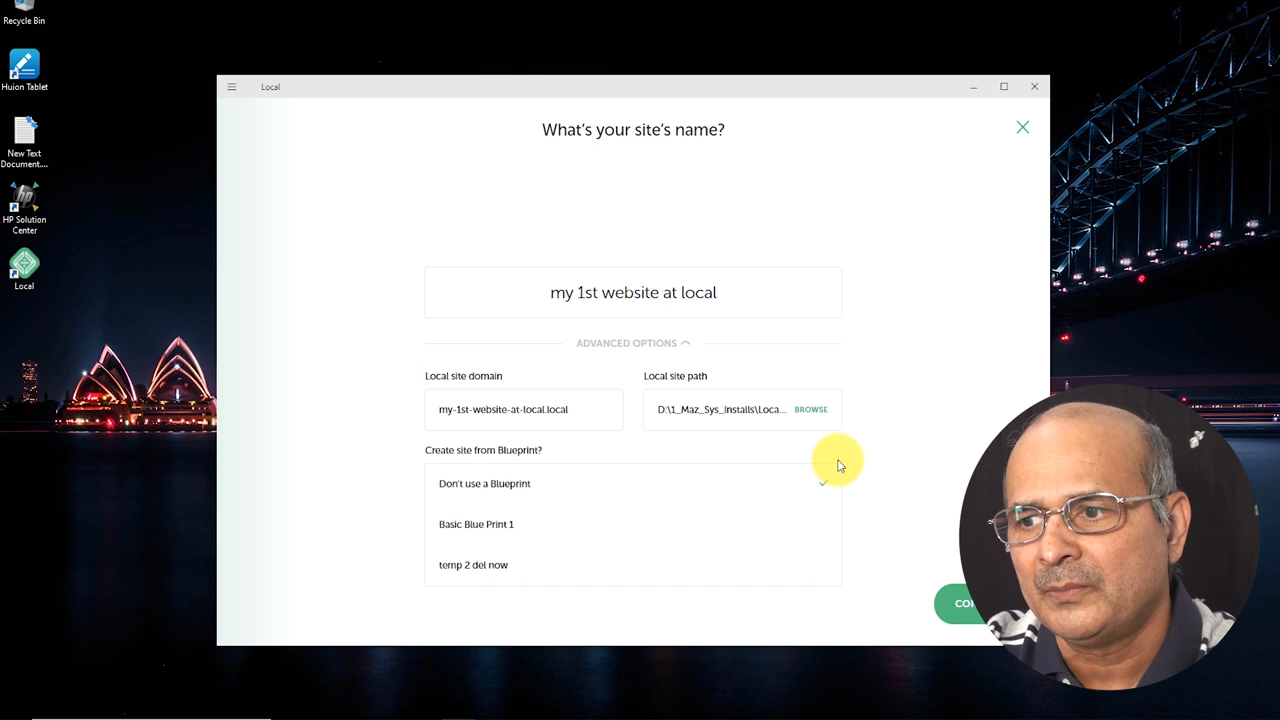 Recycle Bin
Huion Tablet
New Text
Document....
HP Solution
Center
Local
Local
What's your site's name?
my 1st website at local
ADVANCED OPTIONS
Local site domain
Local site path
my-1st-website-at-local.local
D:\1_Maz_Sys_Installs\Loca... BROWSE
Create site from Blueprint?
Don't use a Blueprint
Basic Blue Print 1
temp 2 del now